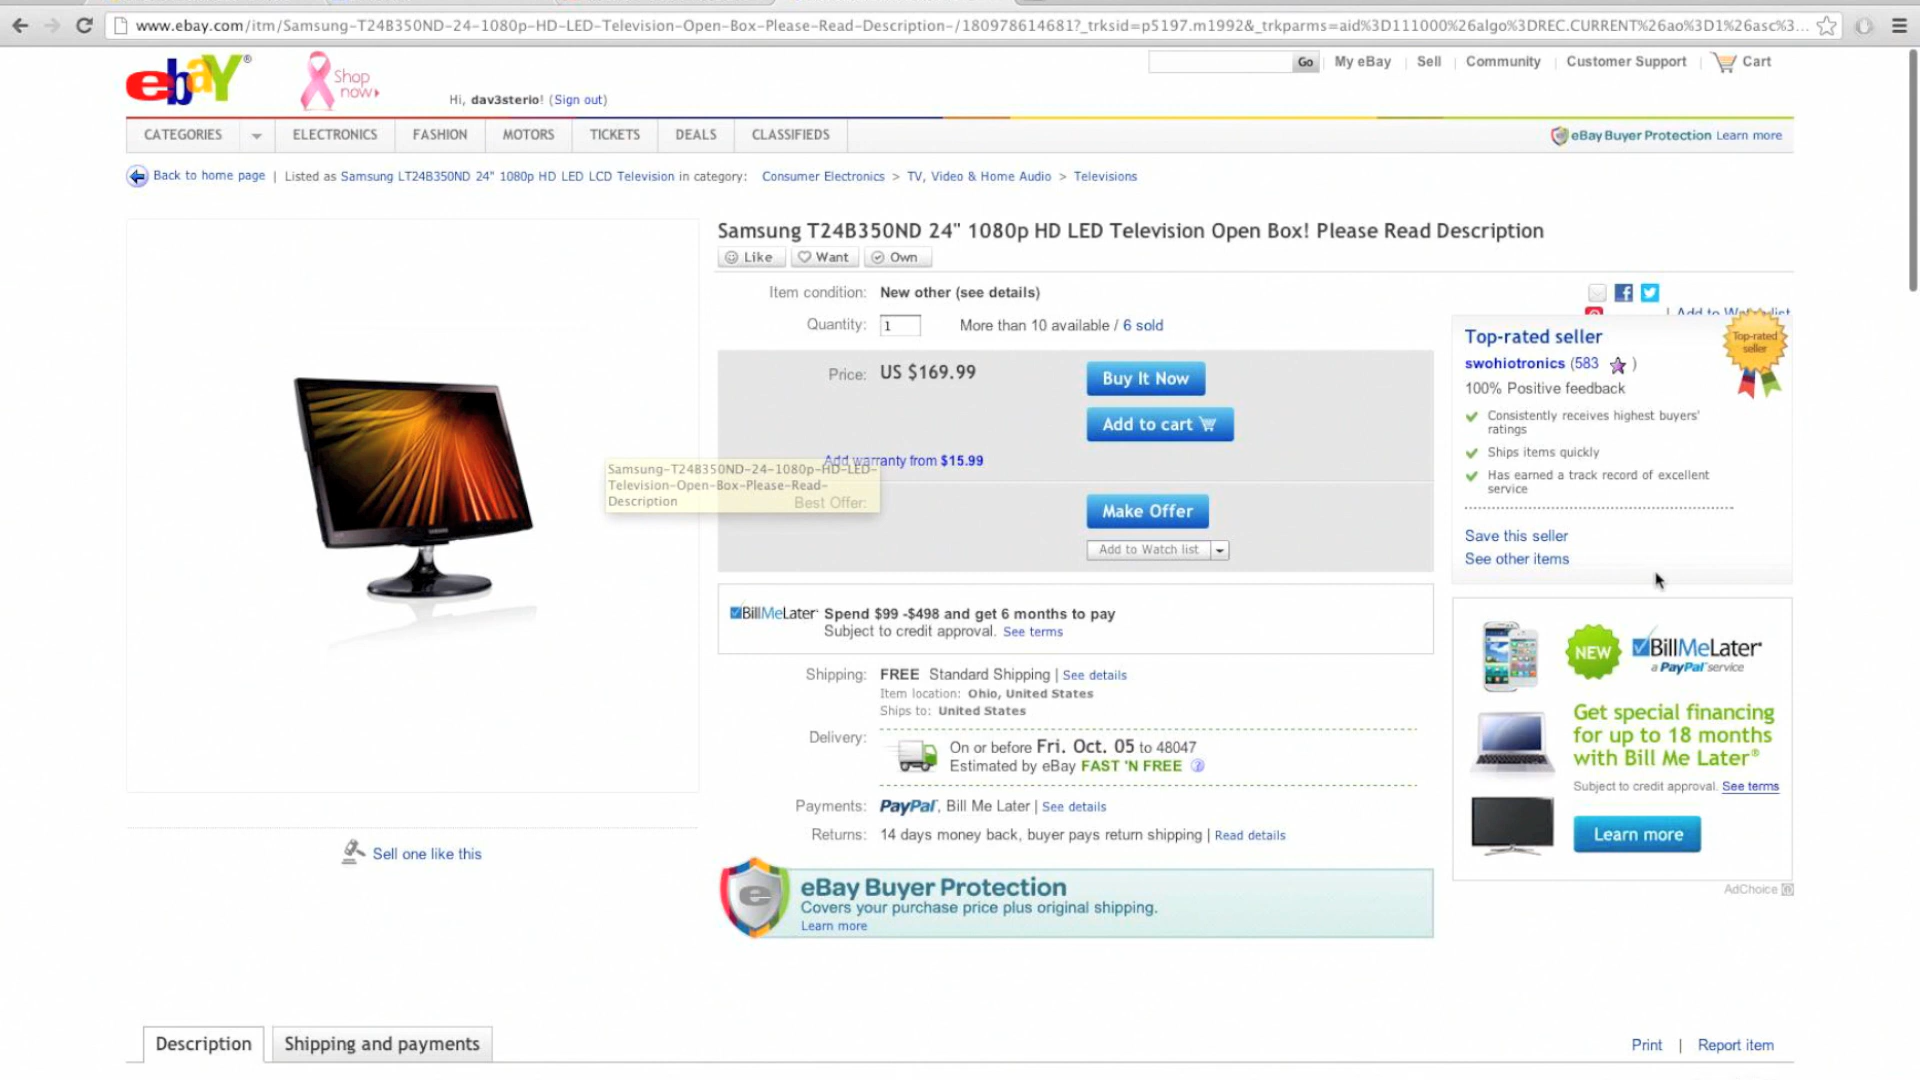 www.ebay.com/itm/Samsung-T24B350ND-24-1080p-HD-LED-Television-Open-Box-Please-Read-Description-/180978614681?_trksid=p5197.m1992&_trkparms=aid%3D111000%26algo%3DREC.CURRENT%26ao%3D1%26asc%3...
ebay®
Shop now
Go
My eBay | Sell | Community | Customer Support | Cart
Hi, dav3sterio! (Sign out)
CATEGORIES ELECTRONICS FASHION MOTORS TICKETS DEALS CLASSIFIEDS
eBay Buyer Protection Learn more
Back to home page | Listed as Samsung LT24B350ND 24" 1080p HD LED LCD Television in category: Consumer Electronics > TV, Video & Home Audio > Televisions
Samsung T24B350ND 24" 1080p HD LED Television Open Box! Please Read Description
Like Want Own
Item condition: New other (see details)
Quantity: 1 More than 10 available / 6 sold
| Add to Watch list
Price: US $169.99
Buy It Now
Add to cart
Add warranty from $15.99
Samsung-T24B350ND-24-1080p-HD-LED-
Television-Open-Box-Please-Read-
Description
Best Offer:
Make Offer
Add to Watch list
Top-rated seller
Top-rated
seller
swohiotronics (583 )
100% Positive feedback
Consistently receives highest buyers'
ratings
Ships items quickly
Has earned a track record of excellent
service
Save this seller
See other items
BillMeLater Spend $99 -$498 and get 6 months to pay
Subject to credit approval. See terms
Shipping: FREE Standard Shipping | See details
Item location: Ohio, United States
Ships to: United States
Delivery: On or before Fri. Oct. 05 to 48047
Estimated by eBay FAST 'N FREE
Payments: PayPal, Bill Me Later | See details
Returns: 14 days money back, buyer pays return shipping | Read details
eBay Buyer Protection
Covers your purchase price plus original shipping.
Learn more
NEW
BillMeLater
a PayPal service
Get special financing
for up to 18 months
with Bill Me Later®
Subject to credit approval. See terms
Learn more
AdChoice
Sell one like this
Description Shipping and payments
Print | Report item